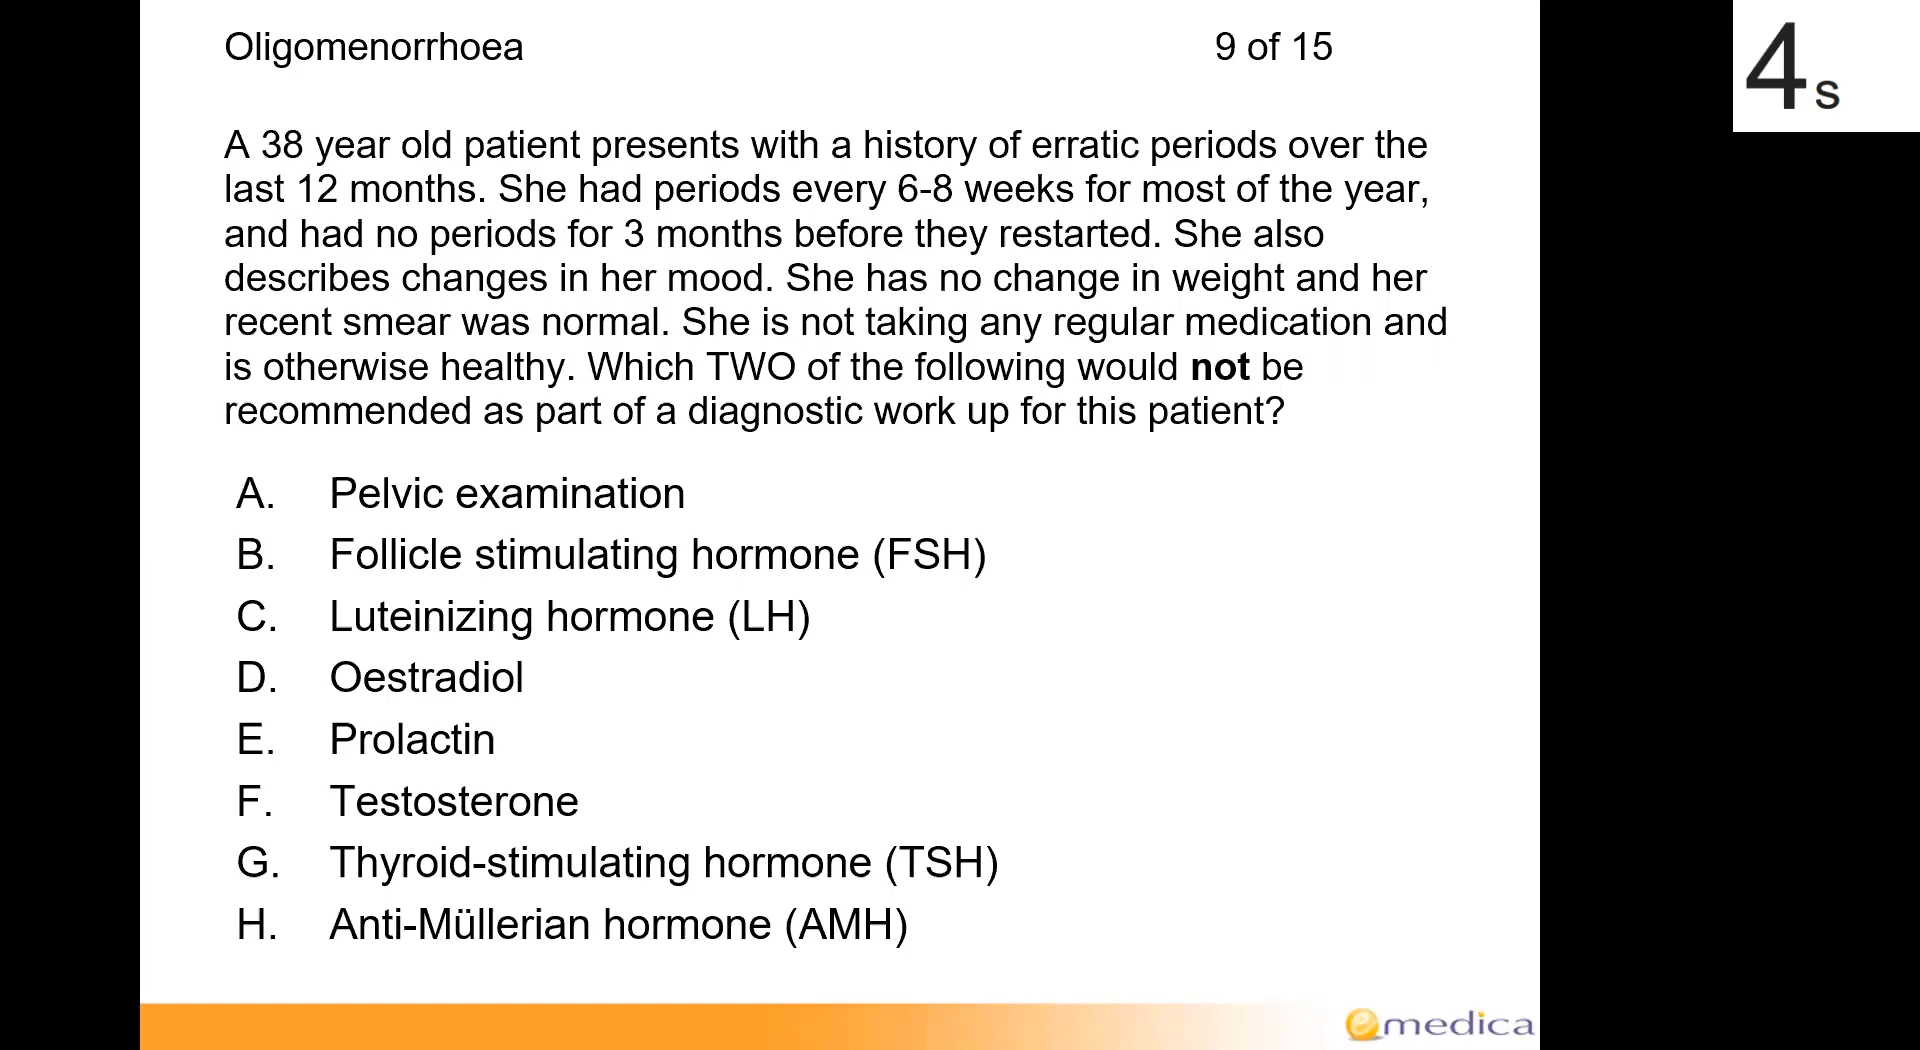 Oligomenorrhoea 9 of 15
4s
A 38 year old patient presents with a history of erratic periods over the
last 12 months. She had periods every 6-8 weeks for most of the year,
and had no periods for 3 months before they restarted. She also
describes changes in her mood. She has no change in weight and her
recent smear was normal. She is not taking any regular medication and
is otherwise healthy. Which TWO of the following would not be
recommended as part of a diagnostic work up for this patient?
A. Pelvic examination
B. Follicle stimulating hormone (FSH)
C. Luteinizing hormone (LH)
D. Oestradiol
E. Prolactin
F. Testosterone
G. Thyroid-stimulating hormone (TSH)
H. Anti-Müllerian hormone (AMH)
emedica